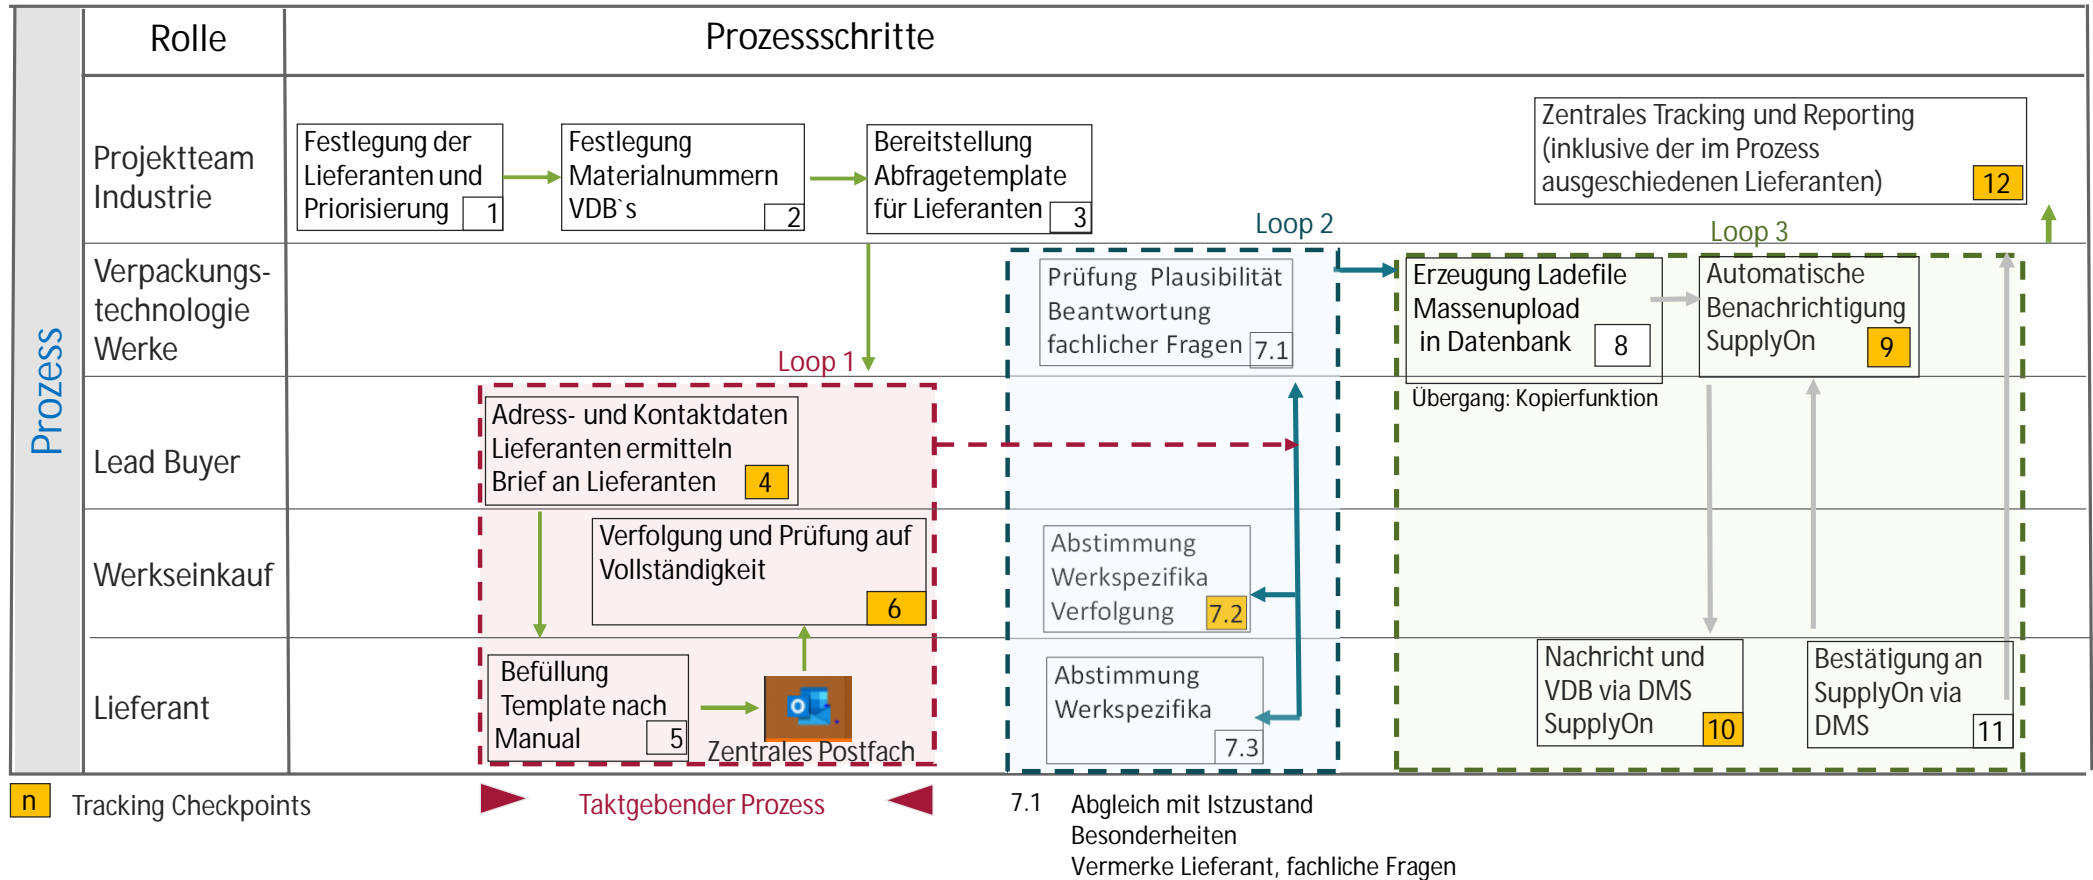 Rolle
Prozessschritte
Prozess
Projektteam
Industrie
Festlegung der
Lieferanten und
Priorisierung
1
Festlegung
Materialnummern
VDB`s
2
Bereitstellung
Abfragetemplate
für Lieferanten
3
Zentrales Tracking und Reporting
(inklusive der im Prozess
ausgeschiedenen Lieferanten)
12
Loop 2
Loop 3
Verpackungs-
technologie
Werke
Loop 1
Prüfung Plausibilität
Beantwortung
fachlicher Fragen
7.1
Erzeugung Ladefile
Massenupload
in Datenbank
8
Automatische
Benachrichtigung
SupplyOn
9
Übergang: Kopierfunktion
Lead Buyer
Adress- und Kontaktdaten
Lieferanten ermitteln
Brief an Lieferanten
4
Werkseinkauf
Verfolgung und Prüfung auf
Vollständigkeit
6
Abstimmung
Werkspezifika
Verfolgung
7.2
Lieferant
Befüllung
Template nach
Manual
5
Zentrales Postfach
Abstimmung
Werkspezifika
7.3
Nachricht und
VDB via DMS
SupplyOn
10
Bestätigung an
SupplyOn via
DMS
11
n
Tracking Checkpoints
Taktgebender Prozess
7.1 Abgleich mit Istzustand
Besonderheiten
Vermerke Lieferant, fachliche Fragen